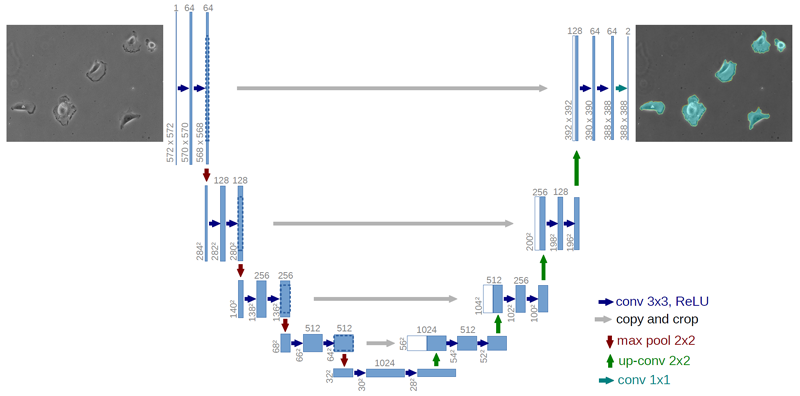 1 64 64
572 x 572
570 x 570
568 x 568
128 64 64 2
392 x 392
390 x 390
388 x 388
388 x 388
128 128
284²
282²
280²
256 128
200²
198²
196²
256 256
140²
138²
136²
512 256
104²
102²
100²
512 512
68²
66²
64²
1024 512
56²
54²
52²
1024
32²
30²
28²
conv 3x3, ReLU
copy and crop
max pool 2x2
up-conv 2x2
conv 1x1